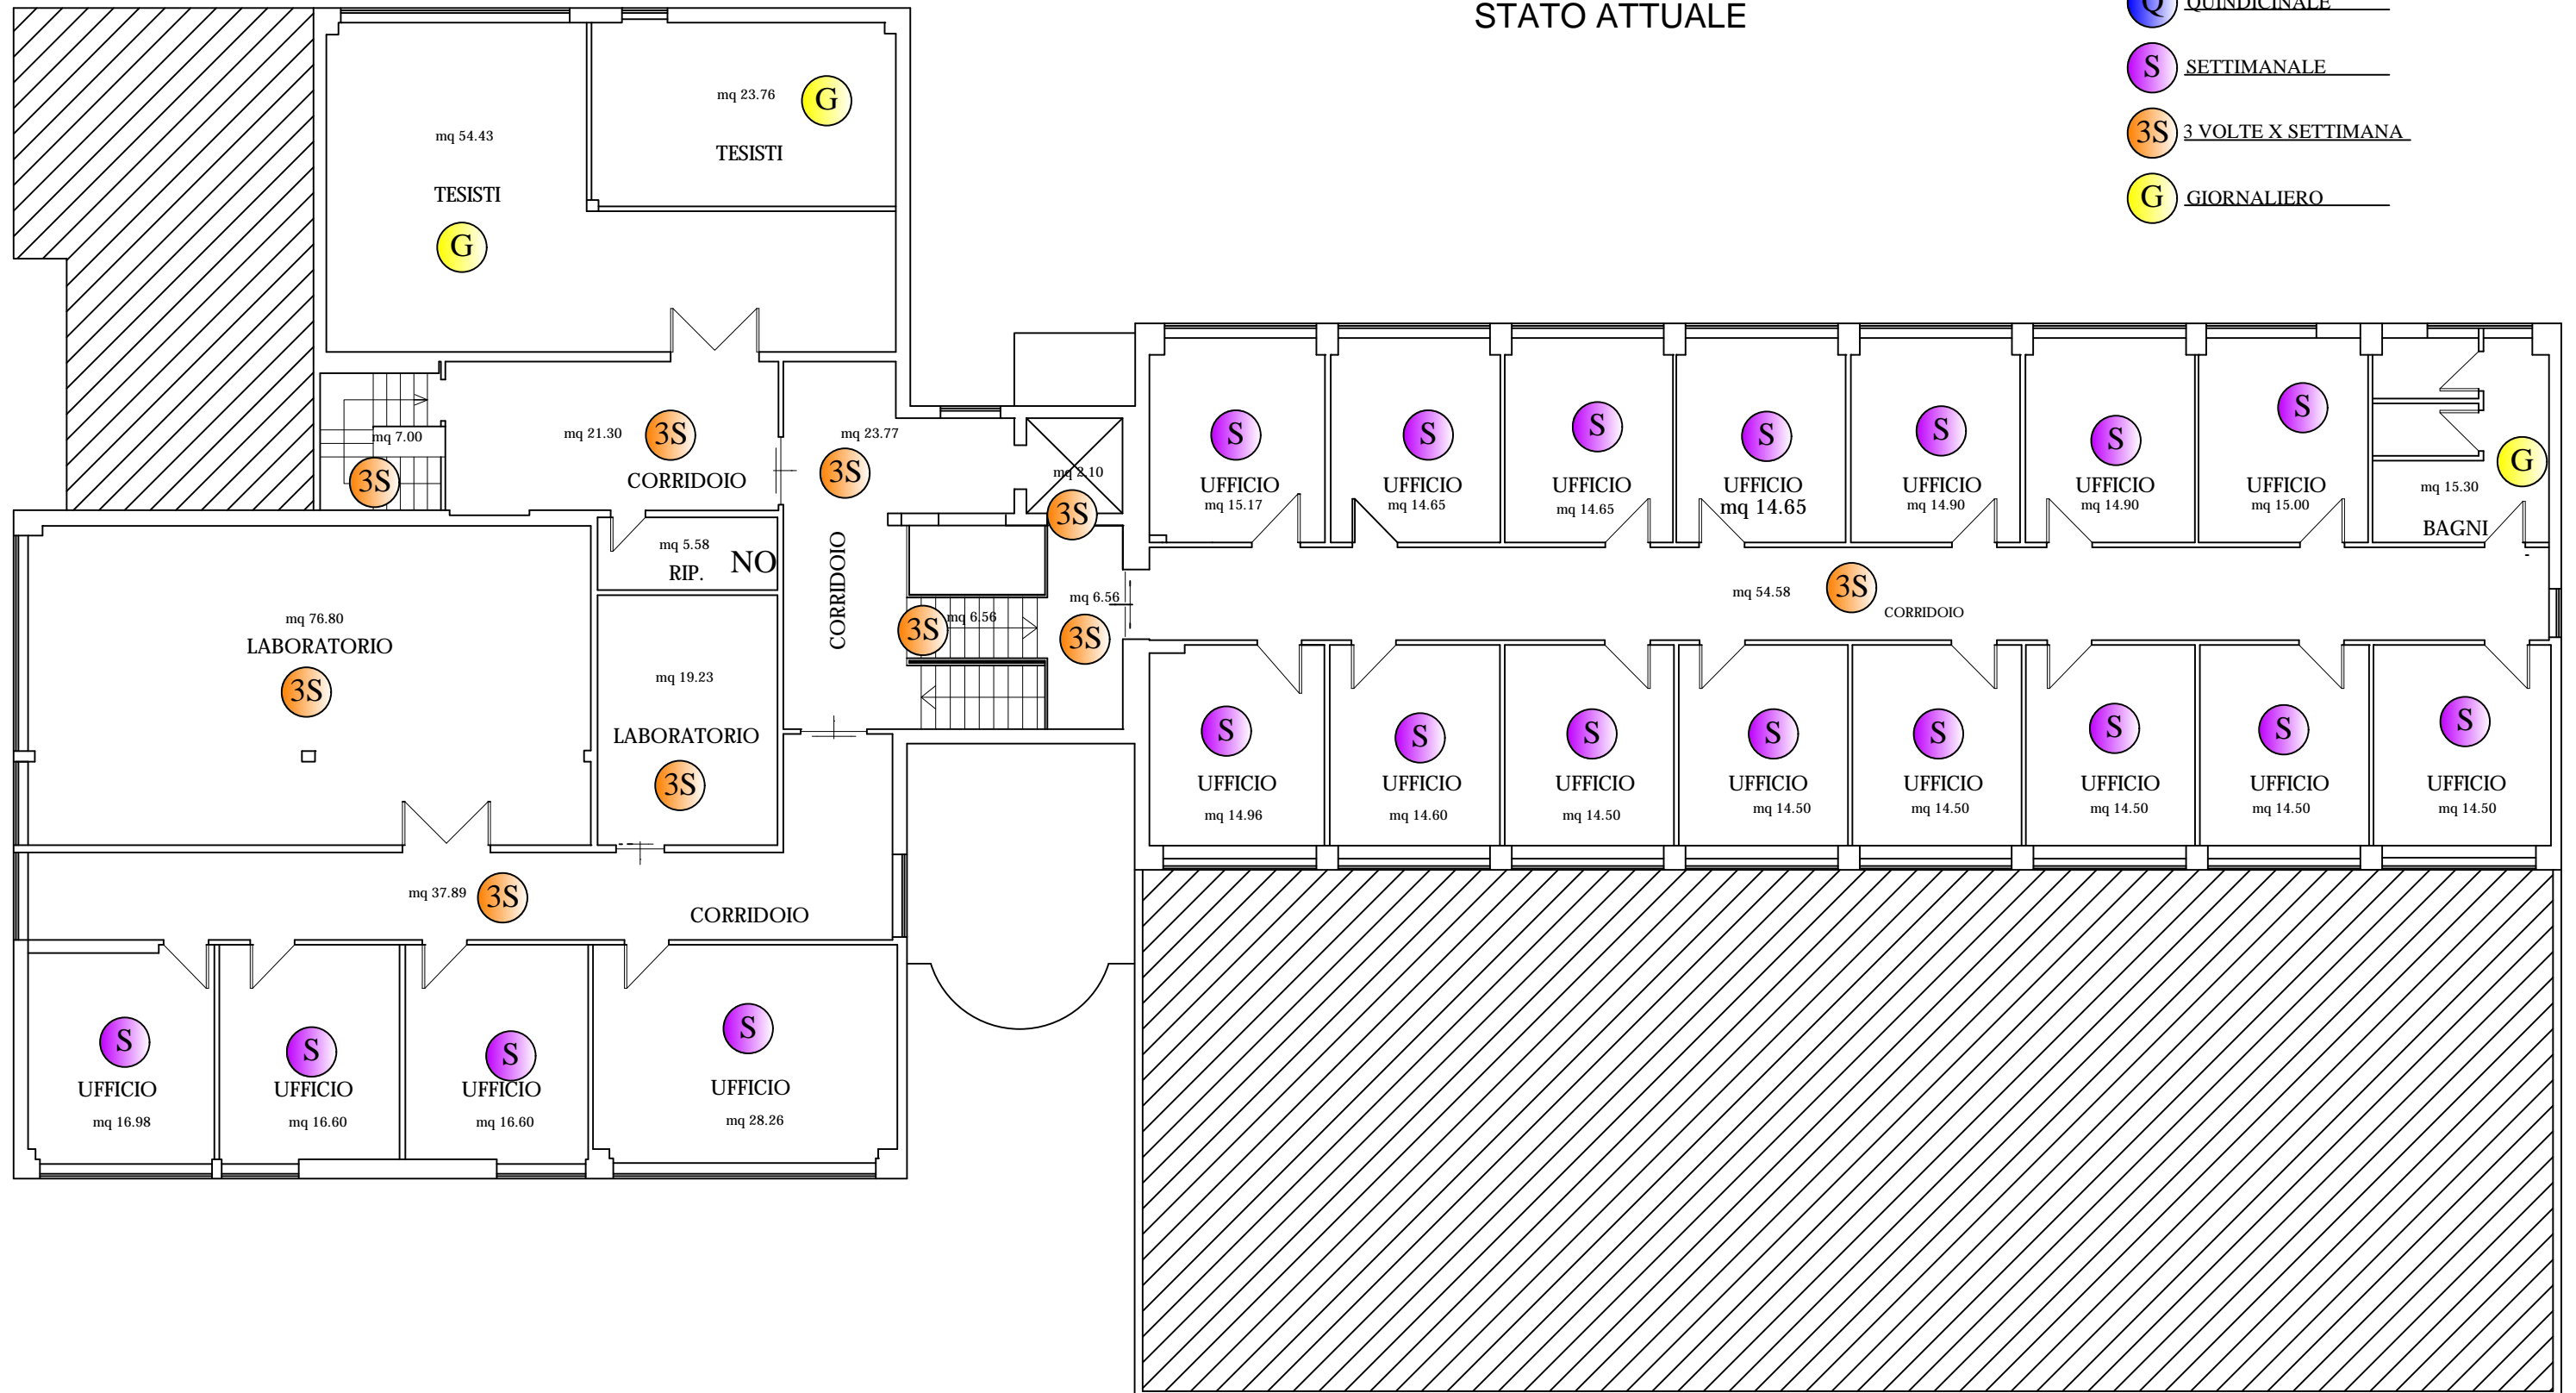 STATO ATTUALE
Q QUINDICINALE
S SETTIMANALE
3S 3 VOLTE X SETTIMANA
G GIORNALIERO
mq 54.43
TESISTI
G
mq 23.76
G
TESISTI
mq 7.00
3S
mq 21.30
3S
CORRIDOIO
mq 23.77
3S
CORRIDOIO
mq 2.10
3S
mq 5.58
RIP.
NO
mq 76.80
LABORATORIO
3S
mq 19.23
LABORATORIO
3S
3S
mq 6.56
mq 6.56
3S
mq 37.89
3S
CORRIDOIO
S
UFFICIO
mq 16.98
S
UFFICIO
mq 16.60
S
UFFICIO
mq 16.60
S
UFFICIO
mq 28.26
S
UFFICIO
mq 15.17
S
UFFICIO
mq 14.65
S
UFFICIO
mq 14.65
S
UFFICIO
mq 14.65
S
UFFICIO
mq 14.90
S
UFFICIO
mq 14.90
S
UFFICIO
mq 15.00
G
mq 15.30
BAGNI
mq 54.58
3S
CORRIDOIO
S
UFFICIO
mq 14.96
S
UFFICIO
mq 14.60
S
UFFICIO
mq 14.50
S
UFFICIO
mq 14.50
S
UFFICIO
mq 14.50
S
UFFICIO
mq 14.50
S
UFFICIO
mq 14.50
S
UFFICIO
mq 14.50